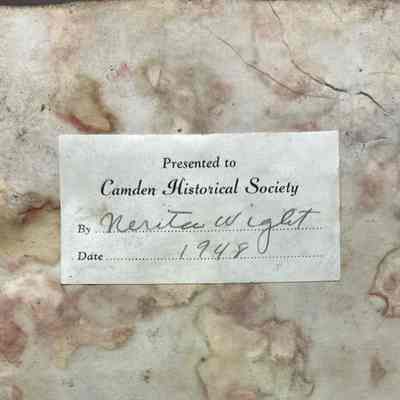 Presented to
Camden Historical Society
By Nerita Wight
Date 1948